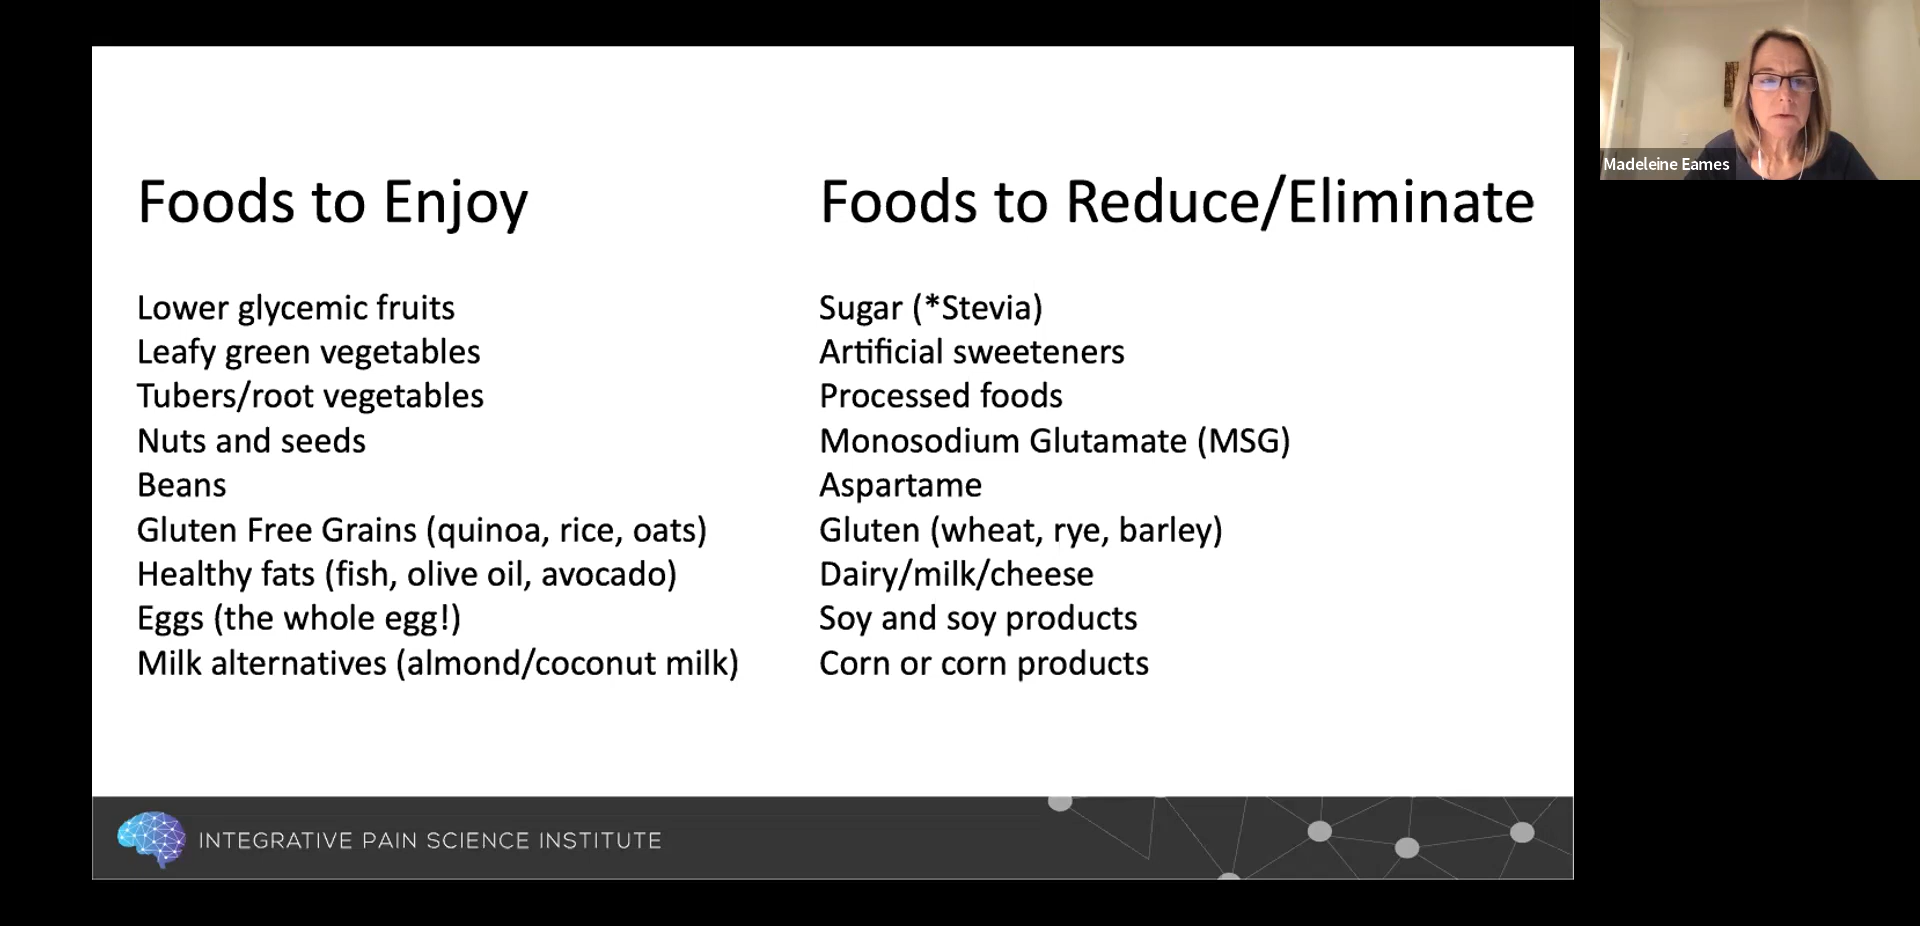 Foods to Enjoy
Lower glycemic fruits
Leafy green vegetables
Tubers/root vegetables
Nuts and seeds
Beans
Gluten Free Grains (quinoa, rice, oats)
Healthy fats (fish, olive oil, avocado)
Eggs (the whole egg!)
Milk alternatives (almond/coconut milk)
Foods to Reduce/Eliminate
Sugar (*Stevia)
Artificial sweeteners
Processed foods
Monosodium Glutamate (MSG)
Aspartame
Gluten (wheat, rye, barley)
Dairy/milk/cheese
Soy and soy products
Corn or corn products
INTEGRATIVE PAIN SCIENCE INSTITUTE
Madeleine Eames